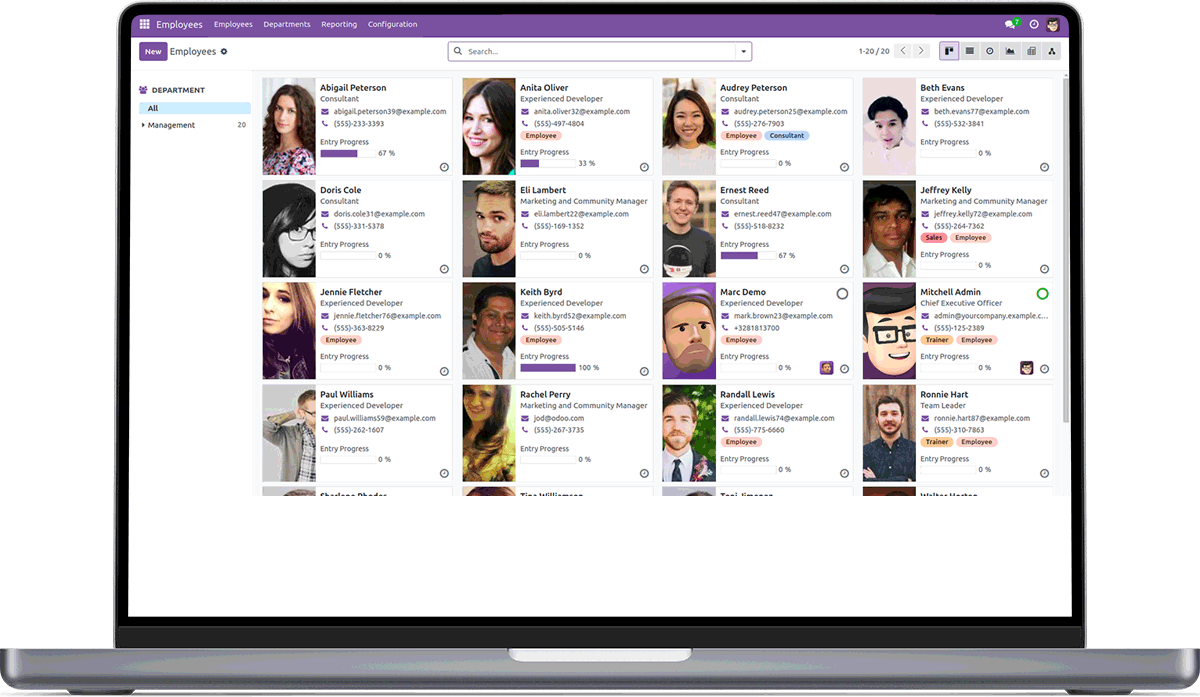 Employees Employees Departments Reporting Configuration 7
New Employees Search... 1-20 / 20
DEPARTMENT
All
Management 20
Abigail Peterson
Consultant
abigail.peterson39@example.com
(555)-233-3393
Entry Progress
67 %
Anita Oliver
Experienced Developer
anita.oliver32@example.com
(555)-497-4804
Employee
Entry Progress
33 %
Audrey Peterson
Consultant
audrey.peterson25@example.com
(555)-276-7903
Employee Consultant
Entry Progress
0 %
Beth Evans
Experienced Developer
beth.evans77@example.com
(555)-532-3841
Entry Progress
0 %
Doris Cole
Consultant
doris.cole31@example.com
(555)-331-5378
Entry Progress
0 %
Eli Lambert
Marketing and Community Manager
eli.lambert22@example.com
(555)-169-1352
Entry Progress
0 %
Ernest Reed
Consultant
ernest.reed47@example.com
(555)-518-8232
Entry Progress
67 %
Jeffrey Kelly
Marketing and Community Manager
jeffrey.kelly72@example.com
(555)-264-7362
Sales Employee
Entry Progress
0 %
Jennie Fletcher
Experienced Developer
jennie.fletcher76@example.com
(555)-363-8229
Employee
Entry Progress
0 %
Keith Byrd
Experienced Developer
keith.byrd52@example.com
(555)-505-5146
Employee
Entry Progress
100 %
Marc Demo
Experienced Developer
mark.brown23@example.com
+3281813700
Employee
Entry Progress
0 %
Mitchell Admin
Chief Executive Officer
admin@yourcompany.example.c...
(555)-125-2389
Trainer Employee
Entry Progress
0 %
Paul Williams
Experienced Developer
paul.williams59@example.com
(555)-262-1607
Entry Progress
0 %
Rachel Perry
Marketing and Community Manager
jod@odoo.com
(555)-267-3735
Entry Progress
0 %
Randall Lewis
Experienced Developer
randall.lewis74@example.com
(555)-775-6660
Employee
Entry Progress
0 %
Ronnie Hart
Team Leader
ronnie.hart87@example.com
(555)-310-7863
Trainer Employee
Entry Progress
0 %
Sharlene Rhodes
Tina Williamson
Toni Jimenez
Walter Horton